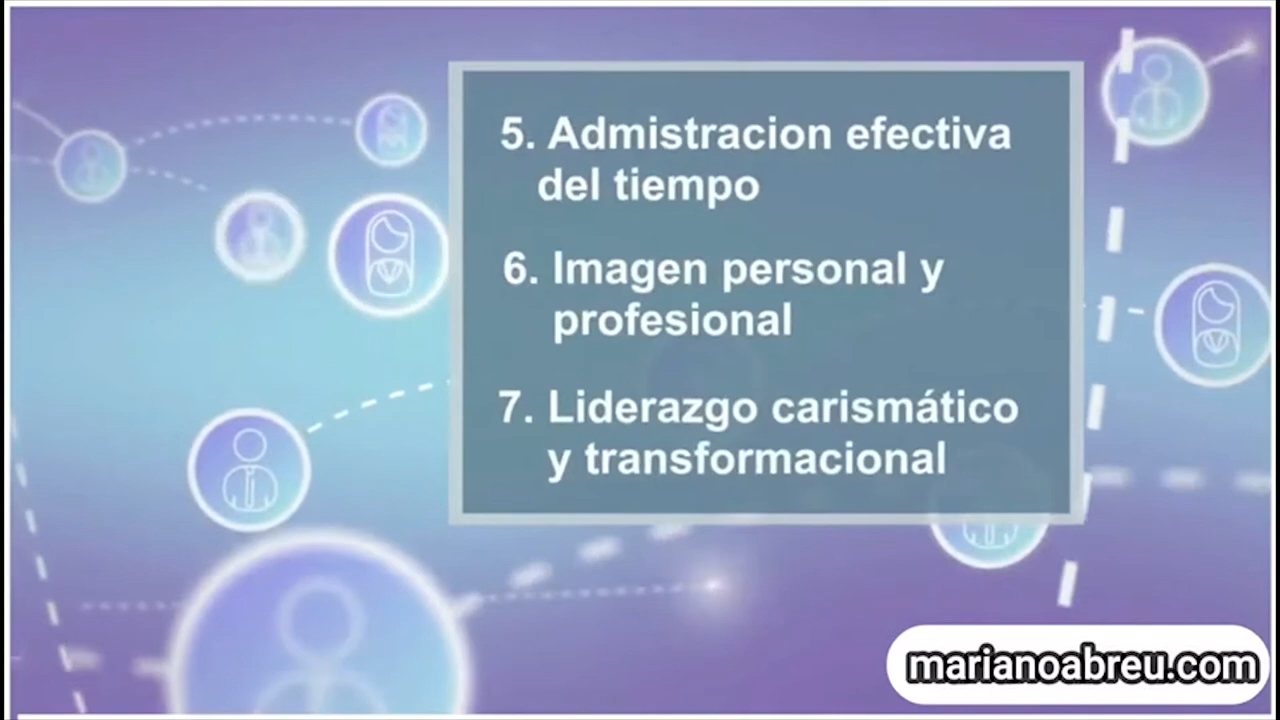 5. Admistracion efectiva
del tiempo
6. Imagen personal y
profesional
7. Liderazgo carismático
y transformacional
marianoabreu.com